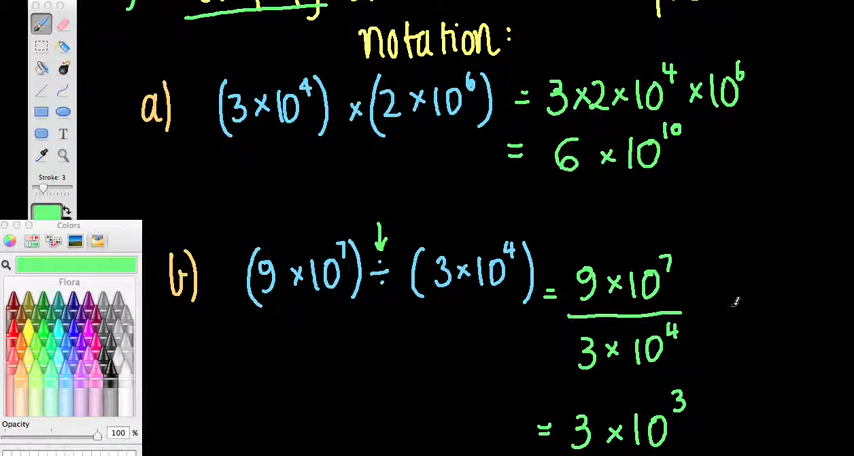 notation:
a) (3×10⁴) × (2×10⁶) = 3×2×10⁴×10⁶
= 6 ×10¹⁰
Stroke: 3
Colors
Flora
b) (9×10⁷) ÷ (3×10⁴) = 9×10⁷
3×10⁴
Opacity
100
= 3×10³